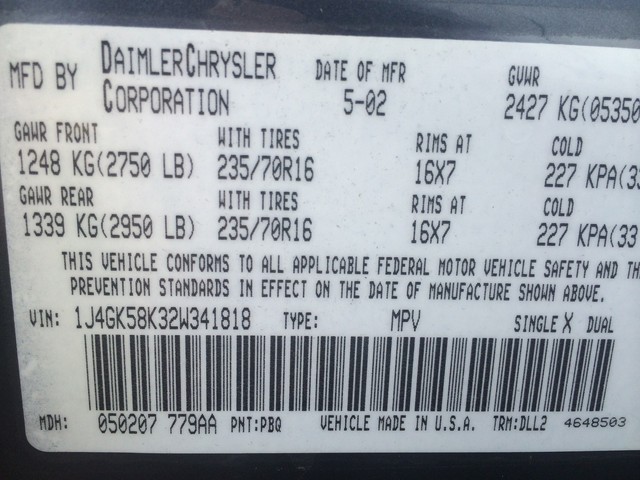 MFD BY DAIMLERCHRYSLER CORPORATION DATE OF MFR 5-02 GVWR 2427 KG(05350
GAWR FRONT WITH TIRES RIMS AT COLD
1248 KG(2750 LB) 235/70R16 16X7 227 KPA(33
GAWR REAR WITH TIRES RIMS AT COLD
1339 KG(2950 LB) 235/70R16 16X7 227 KPA(33
THIS VEHICLE CONFORMS TO ALL APPLICABLE FEDERAL MOTOR VEHICLE SAFETY AND TH
PREVENTION STANDARDS IN EFFECT ON THE DATE OF MANUFACTURE SHOWN ABOVE.
VIN: 1J4GK58K32W341818 TYPE: MPV SINGLE X DUAL
MDH: 050207 779AA PNT:PBQ VEHICLE MADE IN U.S.A. TRM:DLL2 4648503